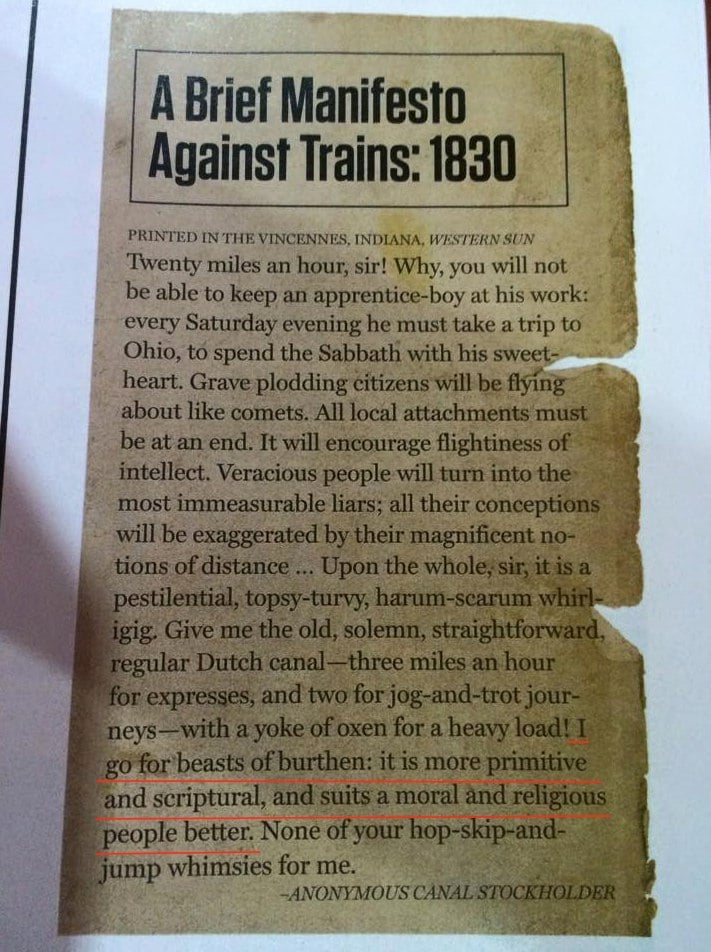 A Brief Manifesto
Against Trains: 1830
PRINTED IN THE VINCENNES, INDIANA, WESTERN SUN
Twenty miles an hour, sir! Why, you will not
be able to keep an apprentice-boy at his work:
every Saturday evening he must take a trip to
Ohio, to spend the Sabbath with his sweet-
heart. Grave plodding citizens will be flying
about like comets. All local attachments must
be at an end. It will encourage flightiness of
intellect. Veracious people will turn into the
most immeasurable liars; all their conceptions
will be exaggerated by their magnificent no-
tions of distance ... Upon the whole, sir, it is a
pestilential, topsy-turvy, harum-scarum whirl-
igig. Give me the old, solemn, straightforward,
regular Dutch canal—three miles an hour
for expresses, and two for jog-and-trot jour-
neys—with a yoke of oxen for a heavy load! I
go for beasts of burthen: it is more primitive
and scriptural, and suits a moral and religious
people better. None of your hop-skip-and-
jump whimsies for me.
–ANONYMOUS CANAL STOCKHOLDER